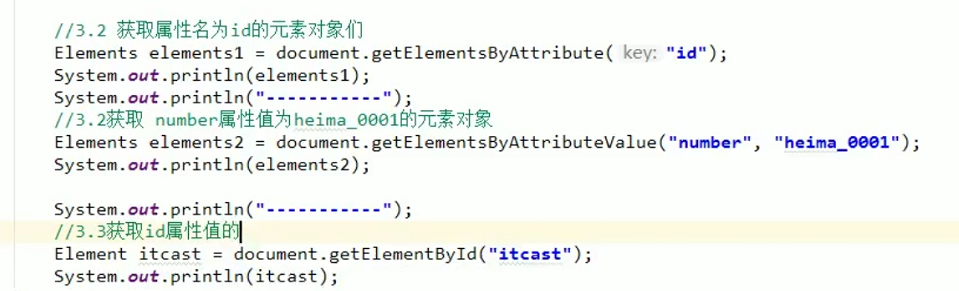 //3.2 获取属性名为id的元素对象们
Elements elements1 = document.getElementsByAttribute( key: "id");
System.out.println(elements1);
System.out.println("-----------");
//3.2获取 number属性值为heima_0001的元素对象
Elements elements2 = document.getElementsByAttributeValue("number", "heima_0001");
System.out.println(elements2);
System.out.println("-----------");
//3.3获取id属性值的
Element itcast = document.getElementById("itcast");
System.out.println(itcast);